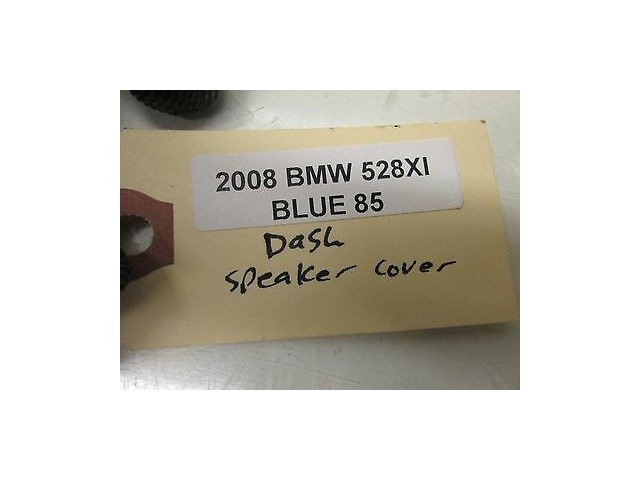 2008 BMW 528XI
BLUE 85
Dash
speaker cover